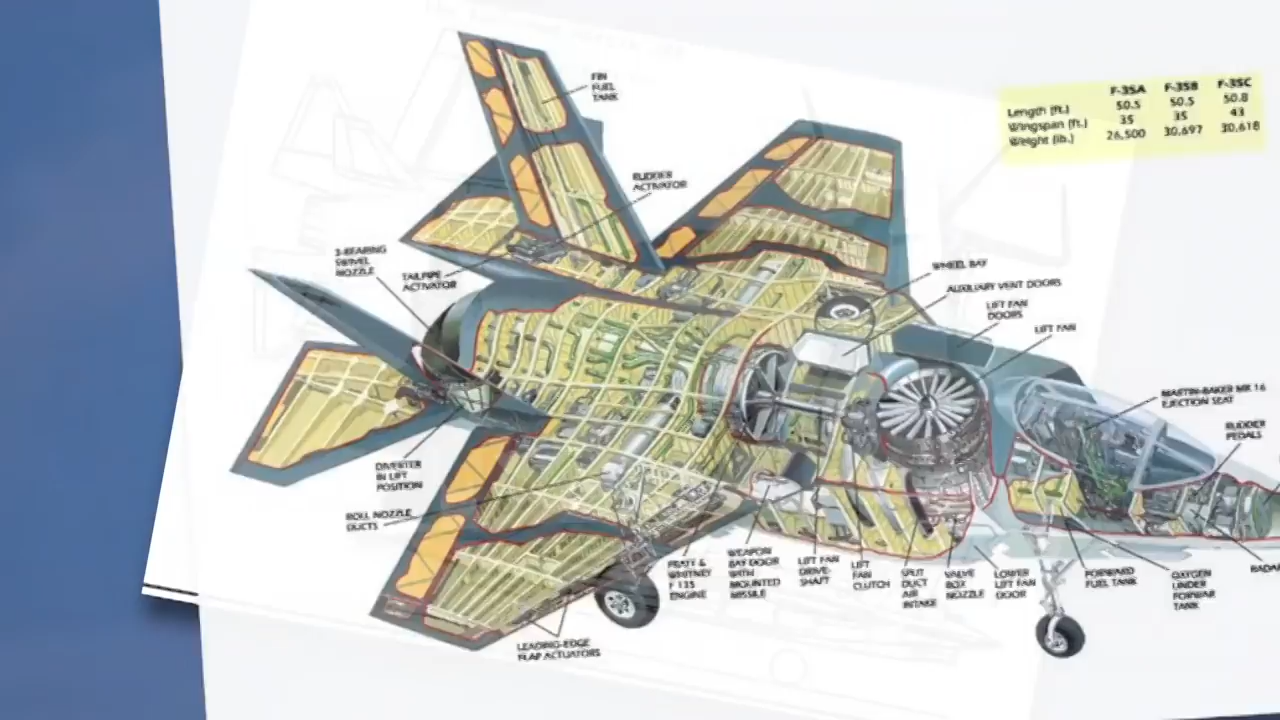 F-35A F-35B F-35C
Length (ft.) 50.5 50.5 50.8
Wingspan (ft.) 35 35 43
Weight (lb.) 26,500 30,697 30,618
FIN
FUEL
TANK
RUDDER
ACTIVATOR
3-BEARING
SWIVEL
NOZZLE
TAILPIPE
ACTIVATOR
WHEEL BAY
AUXILIARY VENT DOORS
LIFT FAN
DOORS
LIFT FAN
MARTIN-BAKER MK 16
EJECTION SEAT
RUDDER
PEDALS
DIVERTER
IN LIFT
POSITION
ROLL NOZZLE
DUCTS
PRATT &
WHITNEY
F135
ENGINE
WEAPON
BAY DOOR
WITH
MOUNTED
MISSILE
LIFT FAN
DRIVE-
SHAFT
LIFT
FAN
CLUTCH
SPLIT
DUCT
AIR
INTAKE
VALVE
BOX
NOZZLE
LOWER
LIFT FAN
DOOR
FORWARD
FUEL TANK
OXYGEN
UNDER
FORWAR
TANK
RADAR
LEADING-EDGE
FLAP ACTUATORS